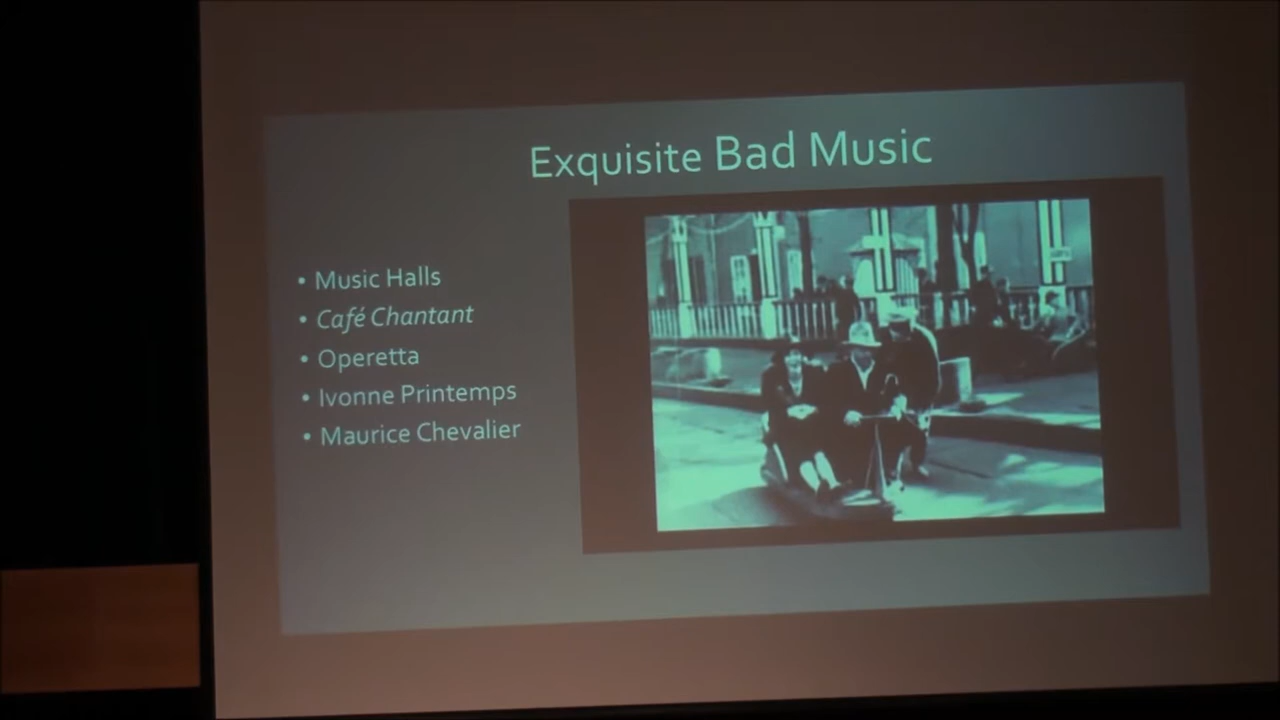 Exquisite Bad Music
• Music Halls
• Café Chantant
• Operetta
• Ivonne Printemps
• Maurice Chevalier